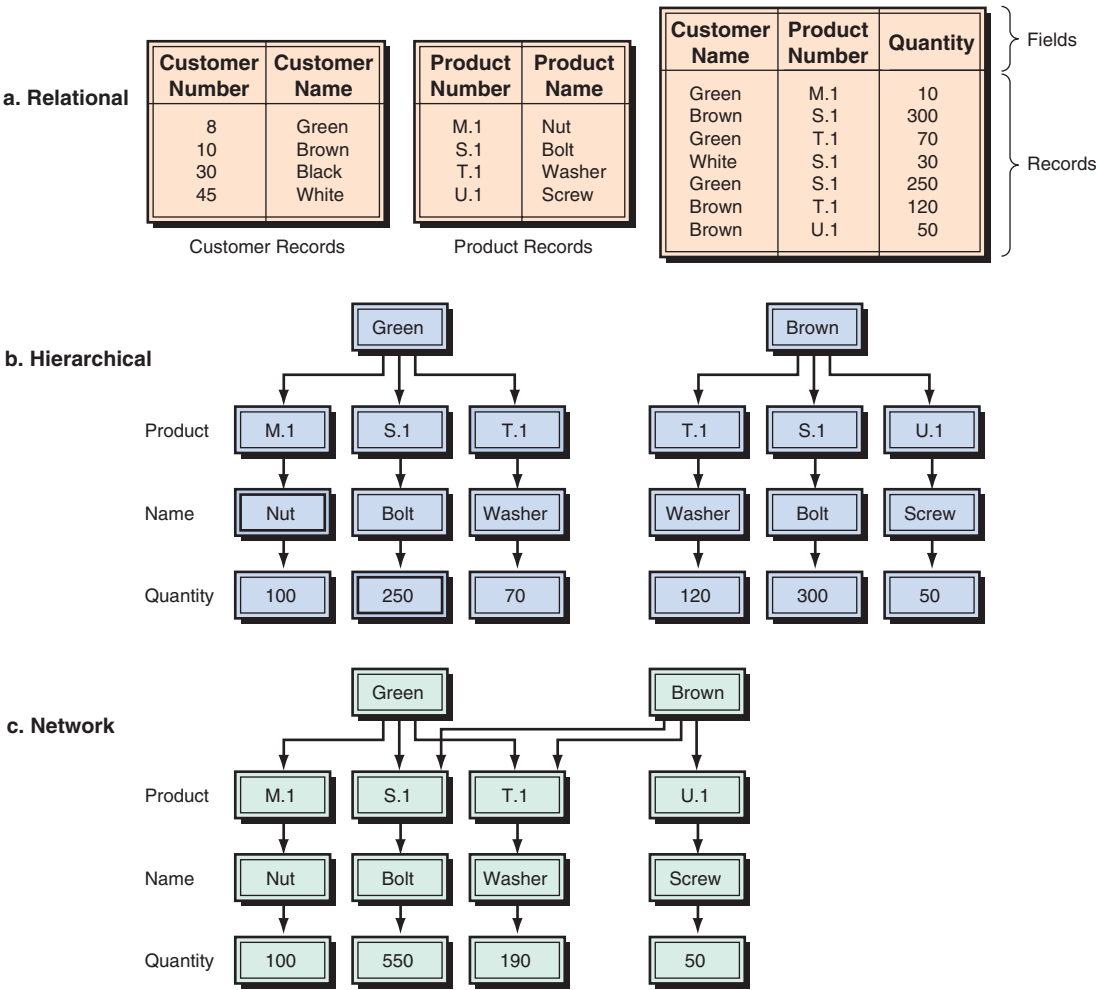 a. Relational
Customer Number
Customer Name
8 Green
10 Brown
30 Black
45 White
Customer Records
Product Number
Product Name
M.1 Nut
S.1 Bolt
T.1 Washer
U.1 Screw
Product Records
Customer Name
Product Number
Quantity
Green M.1 10
Brown S.1 300
Green T.1 70
White S.1 30
Green S.1 250
Brown T.1 120
Brown U.1 50
Fields
Records
b. Hierarchical
Green Brown
Product M.1 S.1 T.1 T.1 S.1 U.1
Name Nut Bolt Washer Washer Bolt Screw
Quantity 100 250 70 120 300 50
c. Network
Green Brown
Product M.1 S.1 T.1 U.1
Name Nut Bolt Washer Screw
Quantity 100 550 190 50